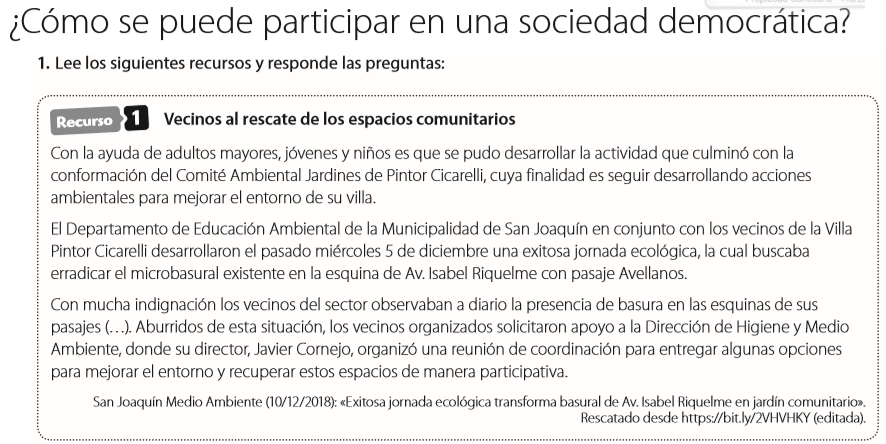 ¿Cómo se puede participar en una sociedad democrática?
1. Lee los siguientes recursos y responde las preguntas:
Recurso 1 Vecinos al rescate de los espacios comunitarios
Con la ayuda de adultos mayores, jóvenes y niños es que se pudo desarrollar la actividad que culminó con la
conformación del Comité Ambiental Jardines de Pintor Cicarelli, cuya finalidad es seguir desarrollando acciones
ambientales para mejorar el entorno de su villa.
El Departamento de Educación Ambiental de la Municipalidad de San Joaquín en conjunto con los vecinos de la Villa
Pintor Cicarelli desarrollaron el pasado miércoles 5 de diciembre una exitosa jornada ecológica, la cual buscaba
erradicar el microbasural existente en la esquina de Av. Isabel Riquelme con pasaje Avellanos.
Con mucha indignación los vecinos del sector observaban a diario la presencia de basura en las esquinas de sus
pasajes (…). Aburridos de esta situación, los vecinos organizados solicitaron apoyo a la Dirección de Higiene y Medio
Ambiente, donde su director, Javier Cornejo, organizó una reunión de coordinación para entregar algunas opciones
para mejorar el entorno y recuperar estos espacios de manera participativa.
San Joaquín Medio Ambiente (10/12/2018): «Exitosa jornada ecológica transforma basural de Av. Isabel Riquelme en jardín comunitario».
Rescatado desde https://bit.ly/2VHVHKY (editada).